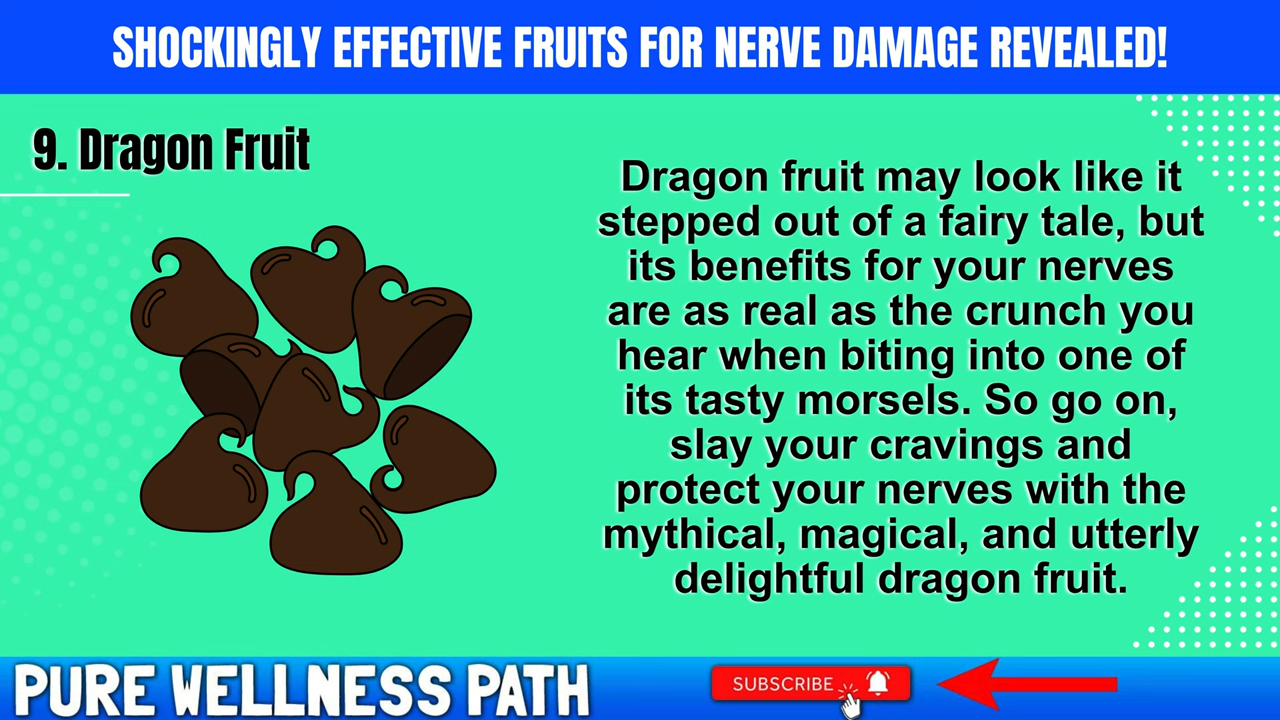 SHOCKINGLY EFFECTIVE FRUITS FOR NERVE DAMAGE REVEALED!
9. Dragon Fruit
Dragon fruit may look like it
stepped out of a fairy tale, but
its benefits for your nerves
are as real as the crunch you
hear when biting into one of
its tasty morsels. So go on,
slay your cravings and
protect your nerves with the
mythical, magical, and utterly
delightful dragon fruit.
PURE WELLNESS PATH
SUBSCRIBE